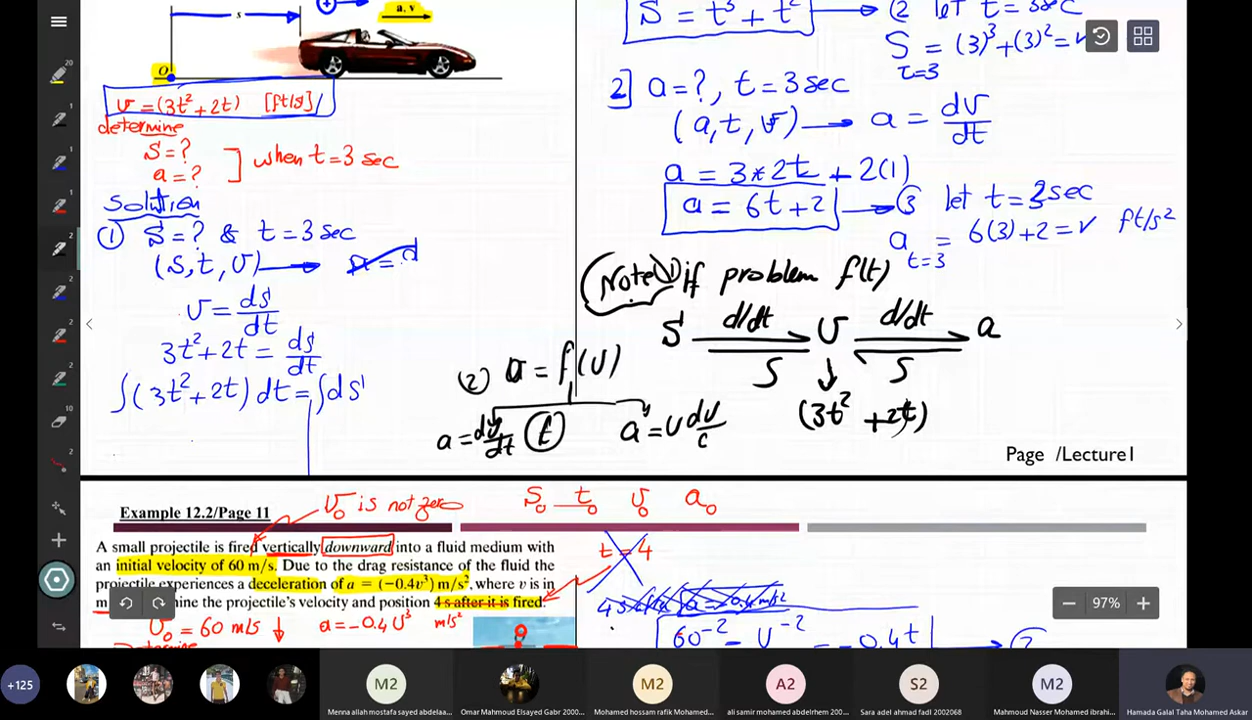 s
a, v
O
v = (3t² + 2t) [ft/s]
determine
S = ?
a = ?
when t = 3 sec
Solution
① S = ? & t = 3 sec
(S, t, v) → a = d
v = ds/dt
3t² + 2t = ds/dt
∫(3t² + 2t) dt = ∫ds
S = t³ + t² → (2 let t = 3sec
S = (3)³ + (3)² = ✓
t=3
2] a = ?, t = 3 sec
(a, t, v) → a = dv/dt
a = 3*2t + 2(1)
a = 6t + 2 → ③ let t = 3sec
a = 6(3) + 2 = ✓ ft/s²
t=3
Note 1 if problem f(t)
S d/dt v d/dt a
∫ ∫
(3t² + 2t)
(2) a = f(v)
a = dv/dt (t) a = v dv/
Page /Lecture1
Example 12.2/Page 11
v₀ is not zero
S₀ t₀ v₀ a₀
A small projectile is fired vertically downward into a fluid medium with
an initial velocity of 60 m/s. Due to the drag resistance of the fluid the
projectile experiences a deceleration of a = (−0.4v³) m/s², where v is in
m ine the projectile's velocity and position 4 s after it is fired.
t = 4
v₀ = 60 m/s ↓ a = −0.4 v³ m/s²
60⁻² − v⁻² = −0.4t → 2
97%
+125
M2
Menna allah mostafa sayed abdelaa...
Omar Mahmoud Elsayed Gabr 2000...
M2
Mohamed hossam rafik Mohamed...
A2
ali samir mohamed abdelrhem 200...
S2
Sara adel ahmad fadl 2002068
M2
Mahmoud Nasser Mohamed ibrahi...
Hamada Galal Taha Mohamed Askar